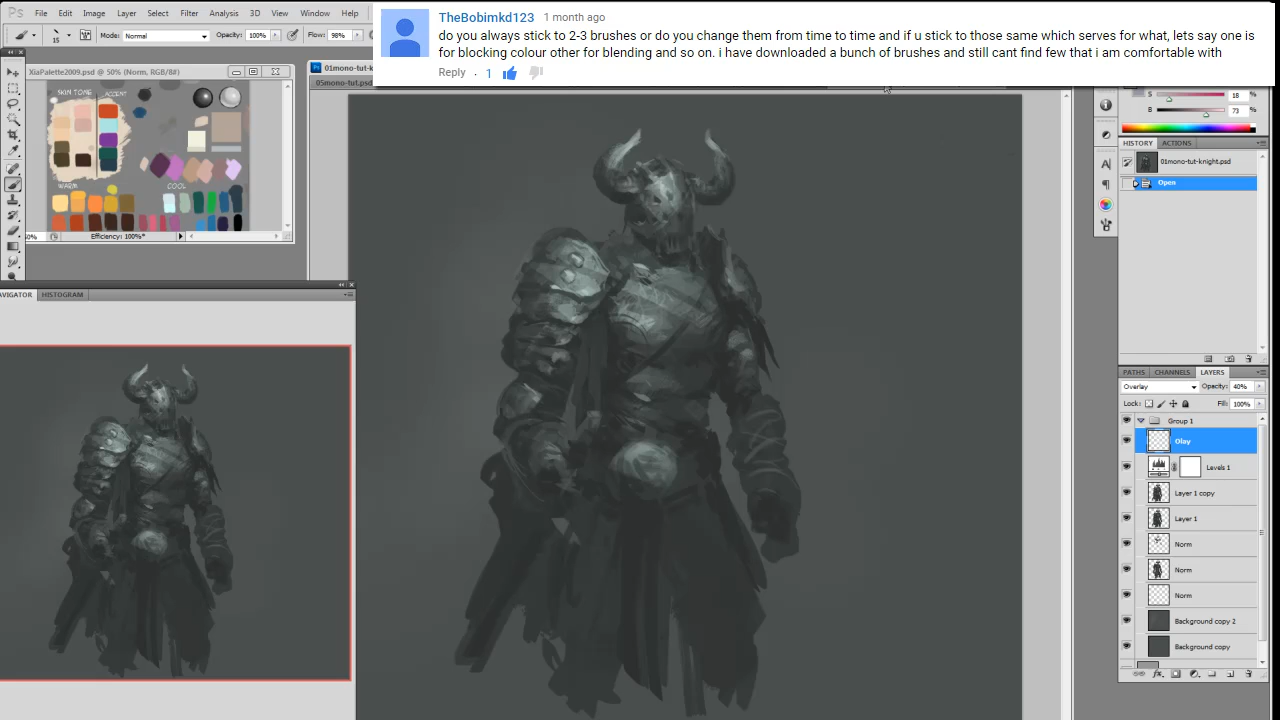 Ps File Edit Image Layer Select Filter Analysis 3D View Window Help
TheBobimkd123 1 month ago
do you always stick to 2-3 brushes or do you change them from time to time and if u stick to those same which serves for what, lets say one is
for blocking colour other for blending and so on. i have downloaded a bunch of brushes and still cant find few that i am comfortable with
Reply . 1
15 Mode: Normal Opacity: 100% Flow: 98%
XiaPalette2009.psd @ 50% (Norm, RGB/8#)
01mono-tut-k
05mono-tut.psd
SKIN TONE ACCENT
WARM COOL
Efficiency: 100%*
AVIGATOR HISTOGRAM
S 18 %
B 73 %
HISTORY ACTIONS
01mono-tut-knight.psd
Open
PATHS CHANNELS LAYERS
Overlay Opacity: 40%
Lock: Fill: 100%
Group 1
Olay
Levels 1
Layer 1 copy
Layer 1
Norm
Norm
Norm
Background copy 2
Background copy